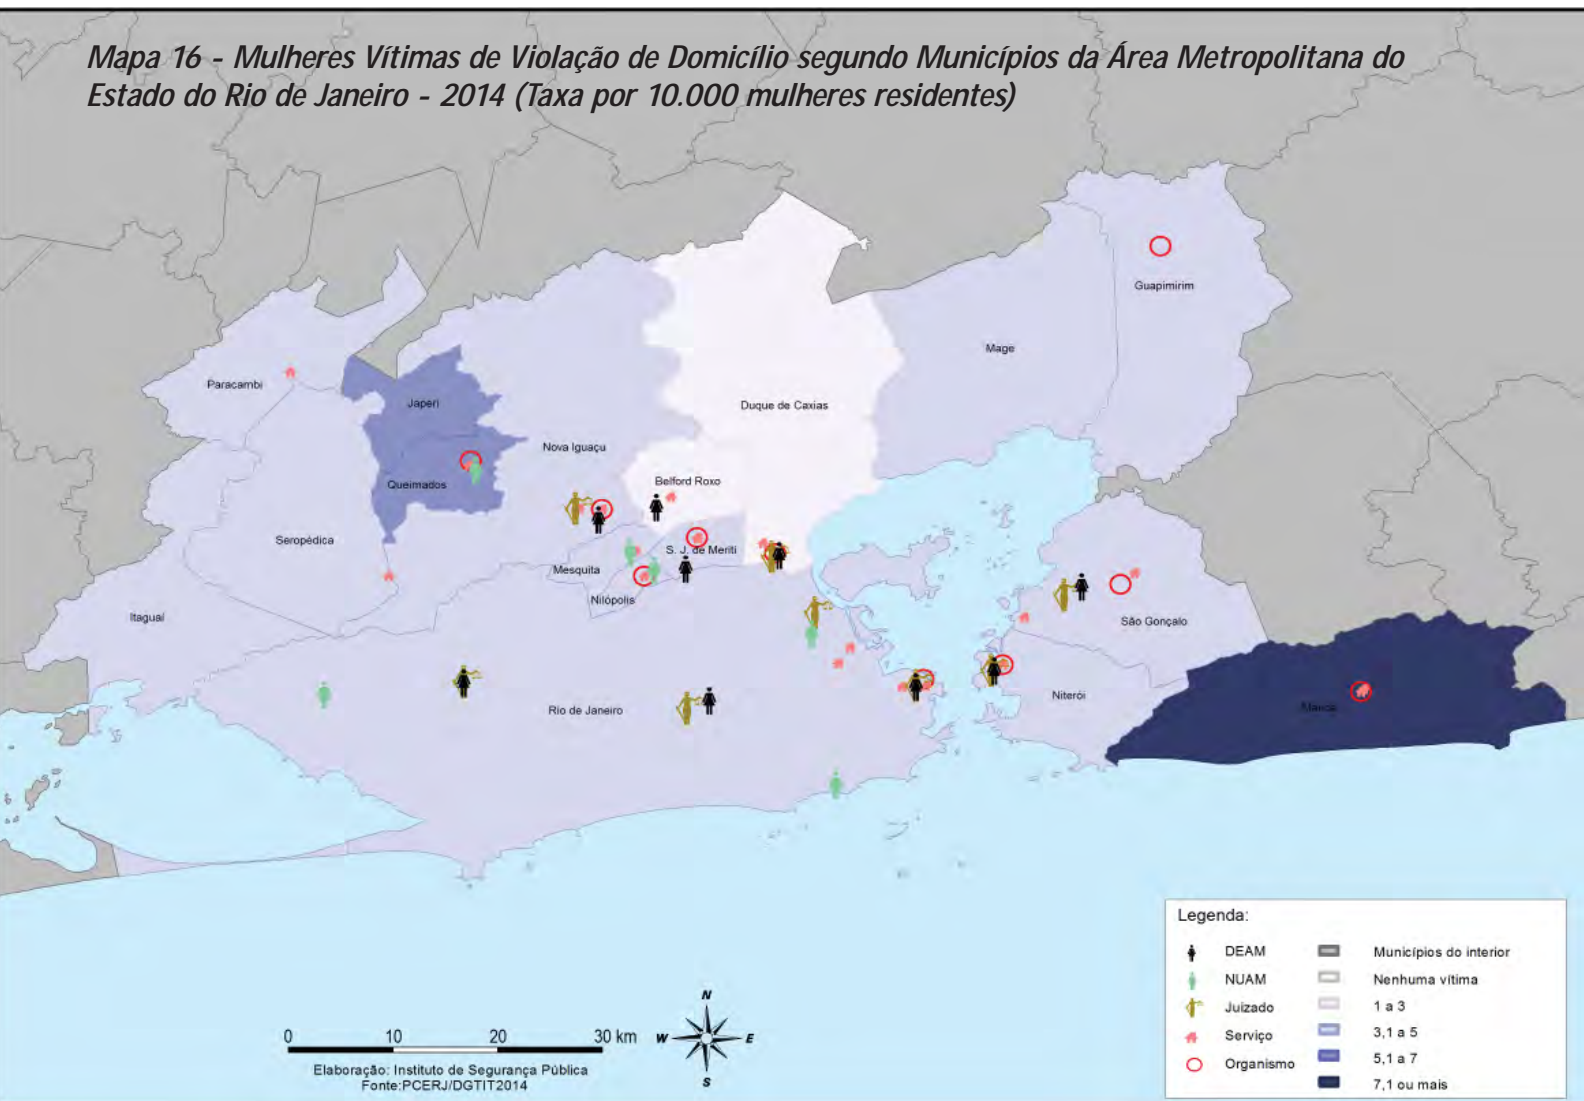 Mapa 16 - Mulheres Vítimas de Violação de Domicílio segundo Municípios da Área Metropolitana do
Estado do Rio de Janeiro - 2014 (Taxa por 10.000 mulheres residentes)
Guapimirim
Mage
Paracambi
Japeri
Duque de Caxias
Nova Iguaçu
Queimados
Belford Roxo
Seropédica
S. J. de Meriti
Mesquita
Nilópolis
Itaguaí
São Gonçalo
Niterói
Rio de Janeiro
Maricá
N
W
E
S
0 10 20 30 km
Elaboração: Instituto de Segurança Pública
Fonte:PCERJ/DGTIT2014
Legenda:
DEAM
NUAM
Juizado
Serviço
Organismo
Municípios do interior
Nenhuma vítima
1 a 3
3,1 a 5
5,1 a 7
7,1 ou mais